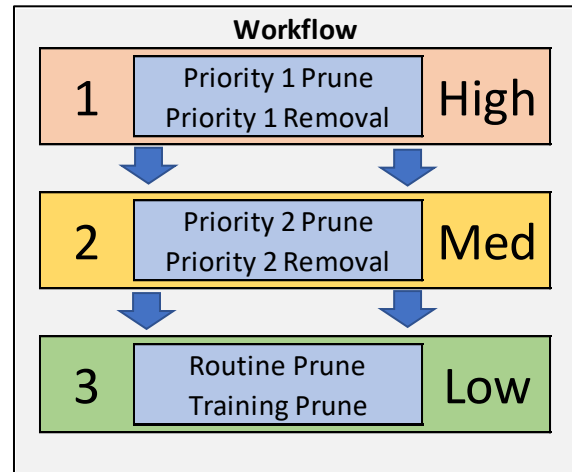 Workflow
1
Priority 1 Prune
Priority 1 Removal
High
2
Priority 2 Prune
Priority 2 Removal
Med
3
Routine Prune
Training Prune
Low